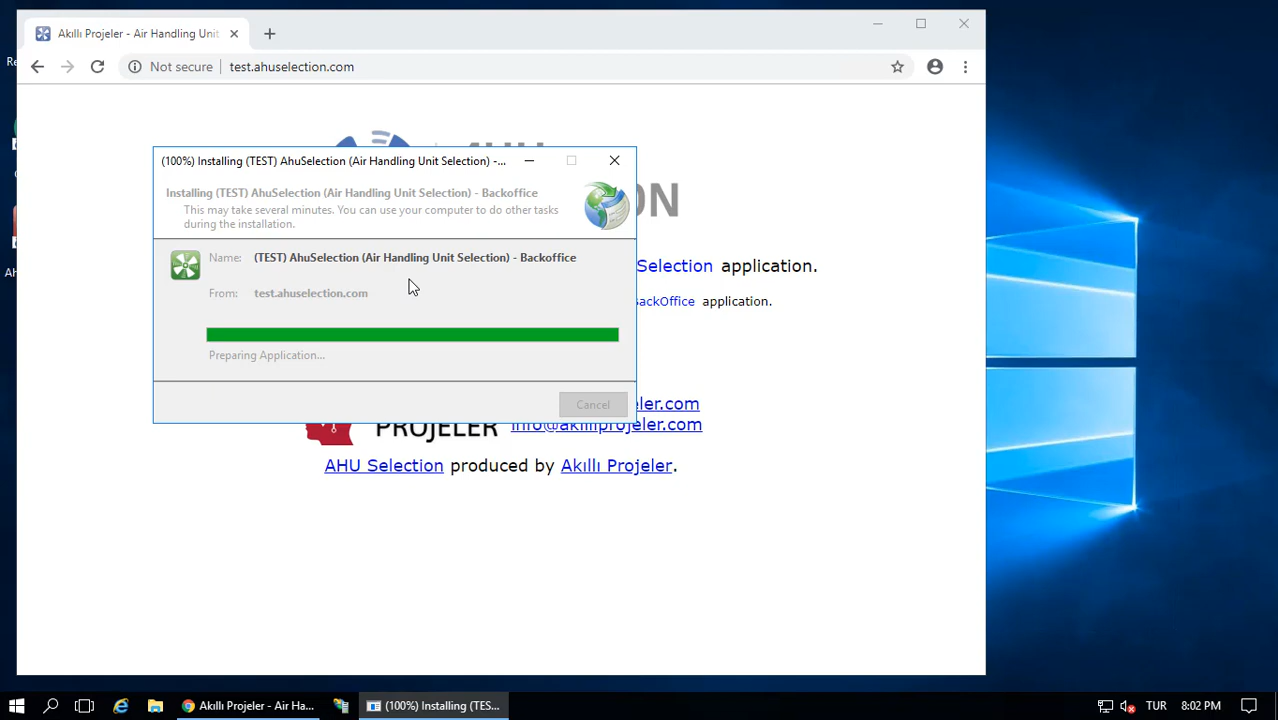 Akıllı Projeler - Air Handling Unit
Not secure
test.ahuselection.com
(100%) Installing (TEST) AhuSelection (Air Handling Unit Selection) -...
Installing (TEST) AhuSelection (Air Handling Unit Selection) - Backoffice
This may take several minutes. You can use your computer to do other tasks
during the installation.
Name: (TEST) AhuSelection (Air Handling Unit Selection) - Backoffice
From: test.ahuselection.com
Preparing Application...
Cancel
ON
Selection application.
ackOffice application.
eler.com
PROJELER info@akilliprojeler.com
AHU Selection produced by Akıllı Projeler.
Akıllı Projeler - Air Ha...
(100%) Installing (TES...
TUR
8:02 PM